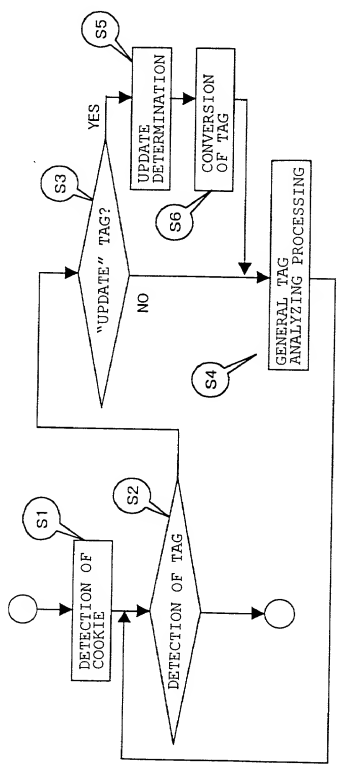 S1
DETECTION OF
COOKIE
S2
DETECTION OF TAG
S3
"UPDATE" TAG?
YES
NO
S5
UPDATE
DETERMINATION
S6
CONVERSION
OF TAG
S4
GENERAL TAG
ANALYZING PROCESSING